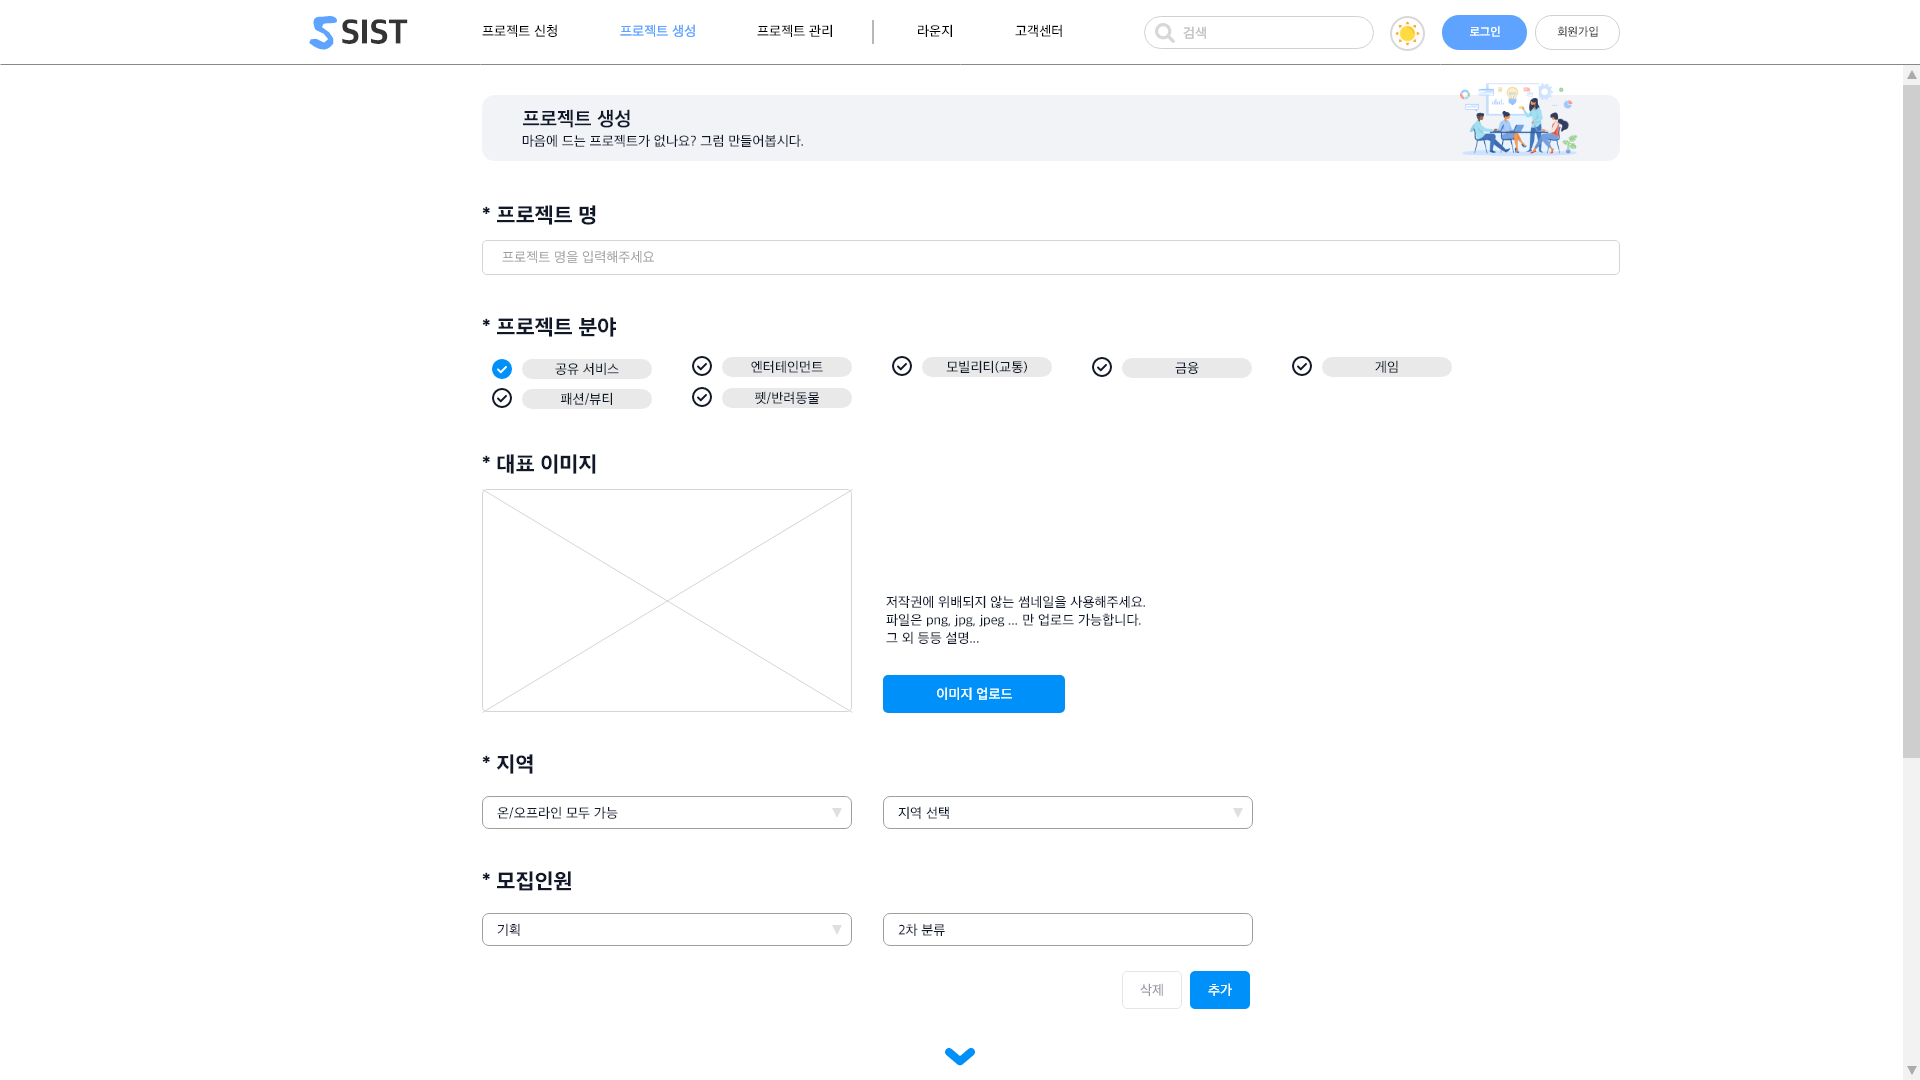 SIST
프로젝트 신청
프로젝트 생성
프로젝트 관리
라운지
고객센터
검색
로그인
회원가입
프로젝트 생성
마음에 드는 프로젝트가 없나요? 그럼 만들어봅시다.
* 프로젝트 명
프로젝트 명을 입력해주세요
* 프로젝트 분야
공유 서비스
엔터테인먼트
모빌리티(교통)
금융
게임
패션/뷰티
펫/반려동물
* 대표 이미지
저작권에 위배되지 않는 썸네일을 사용해주세요.
파일은 png, jpg, jpeg ... 만 업로드 가능합니다.
그 외 등등 설명...
이미지 업로드
* 지역
온/오프라인 모두 가능
지역 선택
* 모집인원
기획
2차 분류
삭제
추가